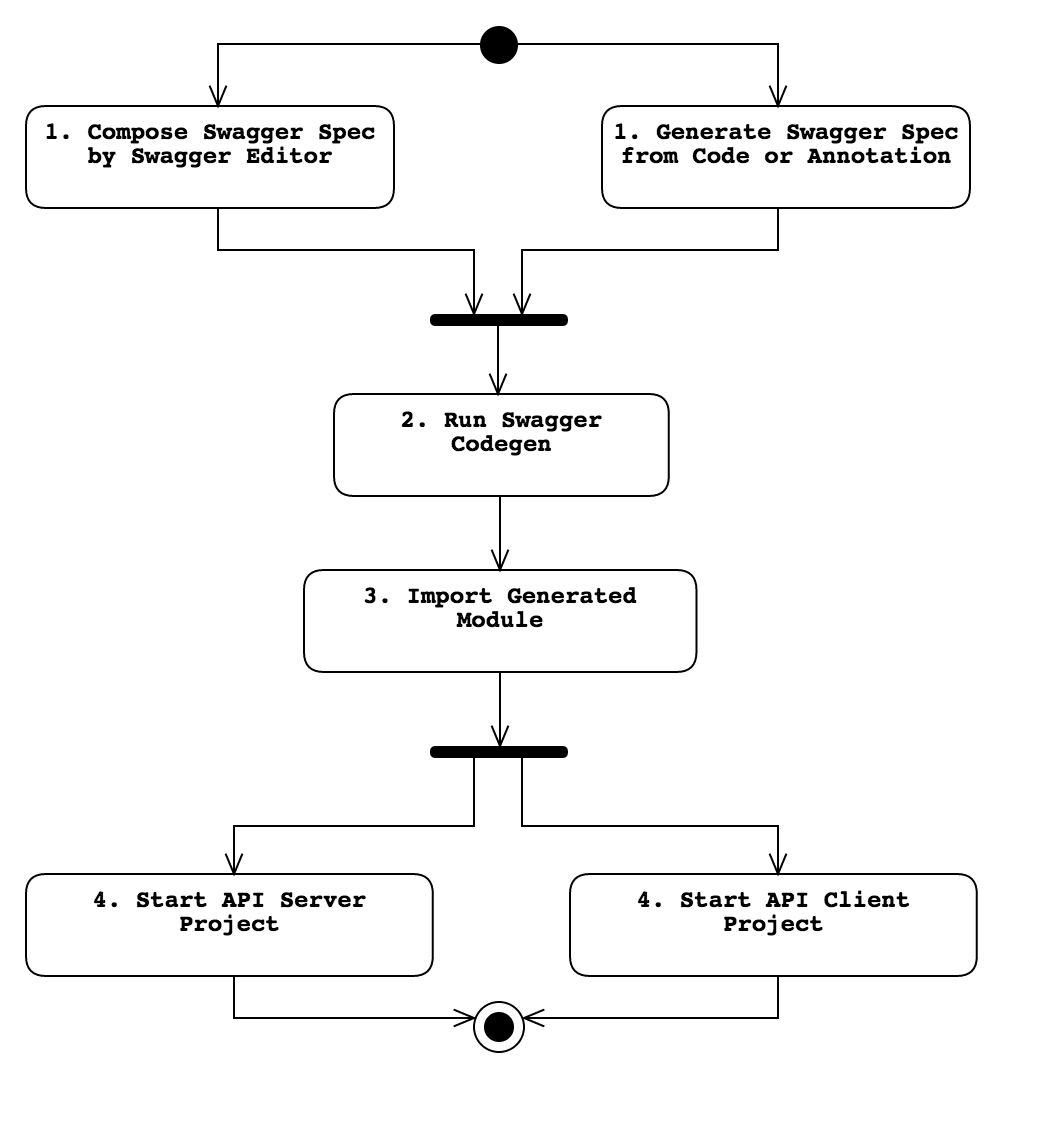 1. Compose Swagger Spec
by Swagger Editor
1. Generate Swagger Spec
from Code or Annotation
2. Run Swagger
Codegen
3. Import Generated
Module
4. Start API Server
Project
4. Start API Client
Project